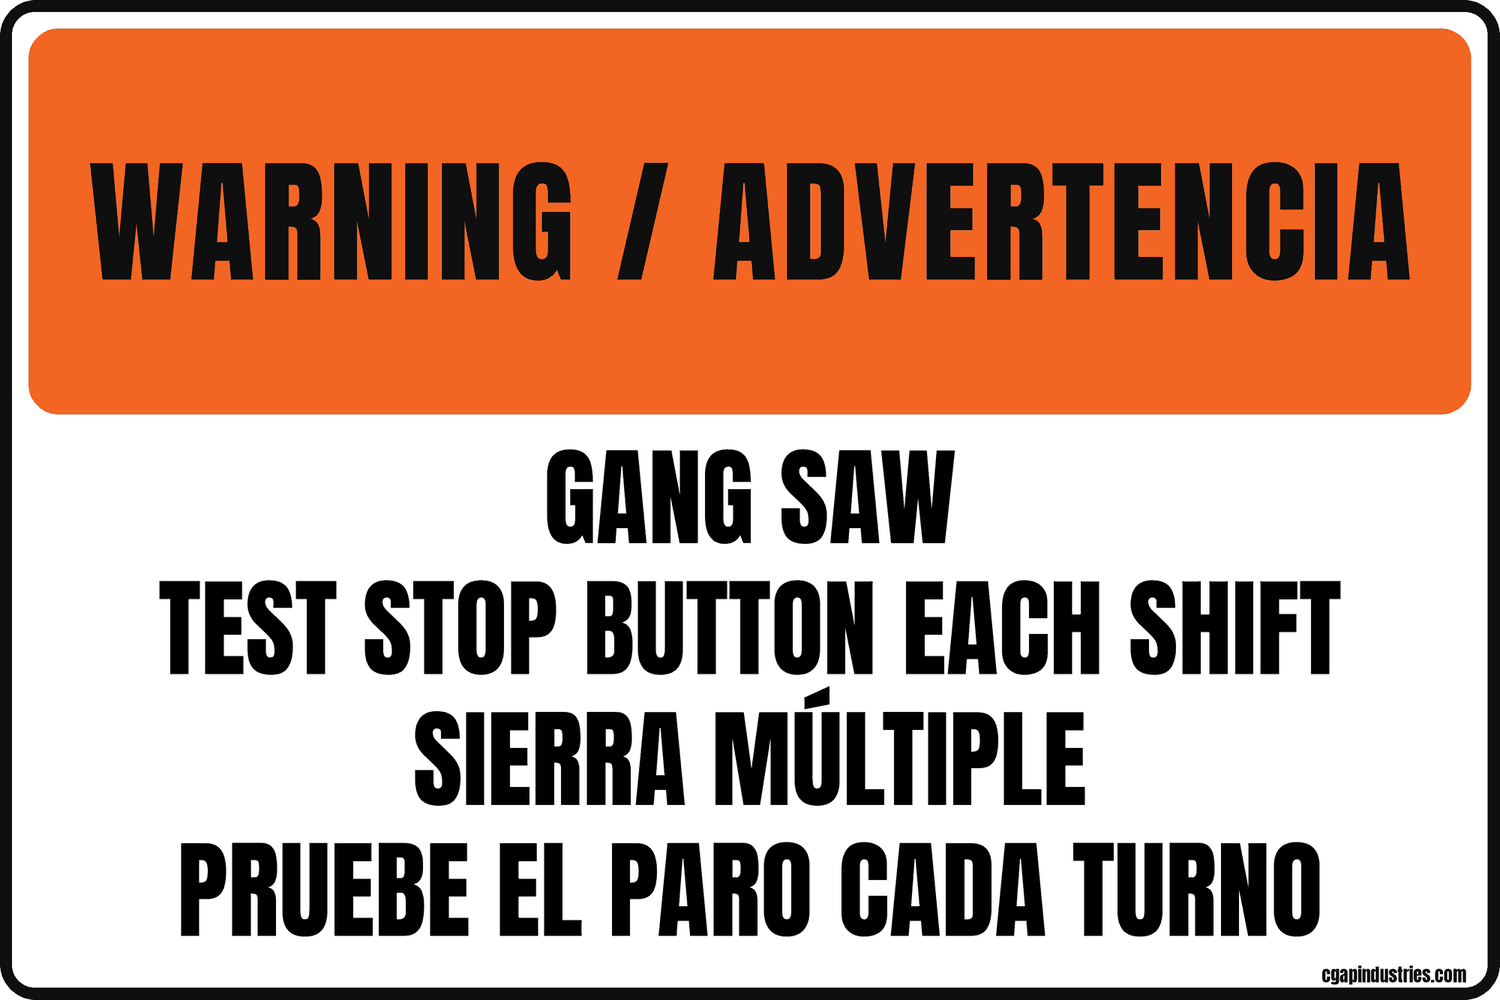 WARNING / ADVERTENCIA
GANG SAW
TEST STOP BUTTON EACH SHIFT
SIERRA MÚLTIPLE
PRUEBE EL PARO CADA TURNO
cgapindustries.com